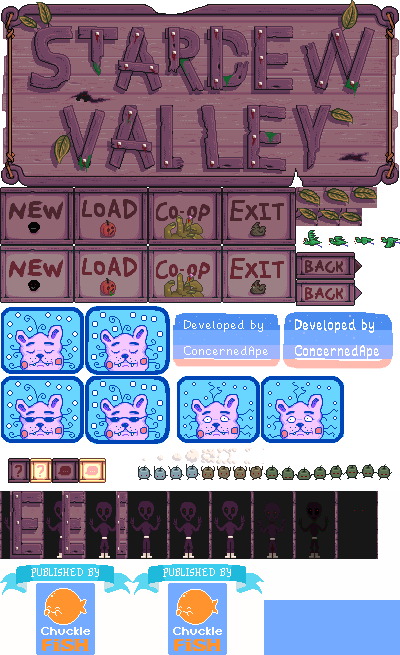 STARDEW
VALLEY
NEW LOAD CO-OP EXIT
NEW LOAD CO-OP EXIT
BACK
BACK
Developed by
ConcernedApe
Developed by
ConcernedApe
? ?
PUBLISHED BY
Chuckle
FISH
PUBLISHED BY
Chuckle
FISH